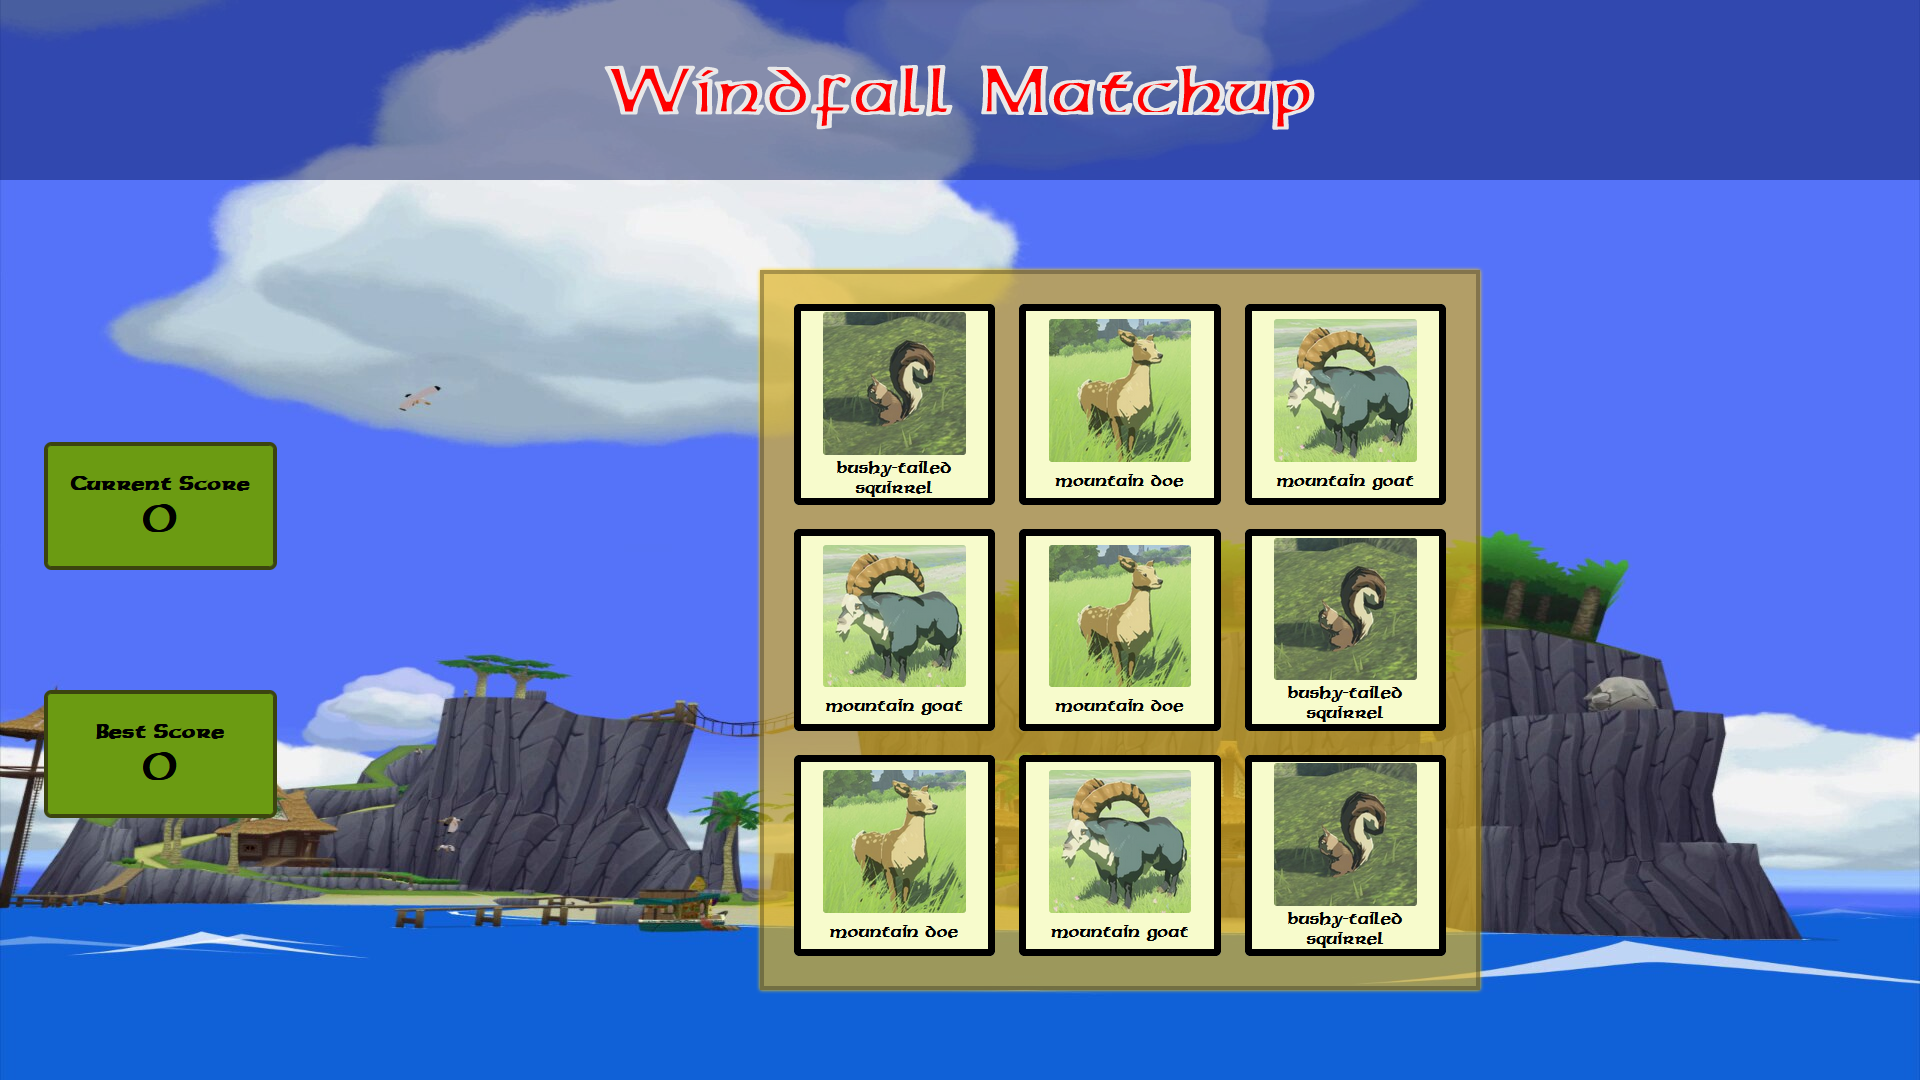 Windfall Matchup
Current Score
0
Best Score
0
bushy-tailed
squirrel
mountain doe
mountain goat
mountain goat
mountain doe
bushy-tailed
squirrel
mountain doe
mountain goat
bushy-tailed
squirrel